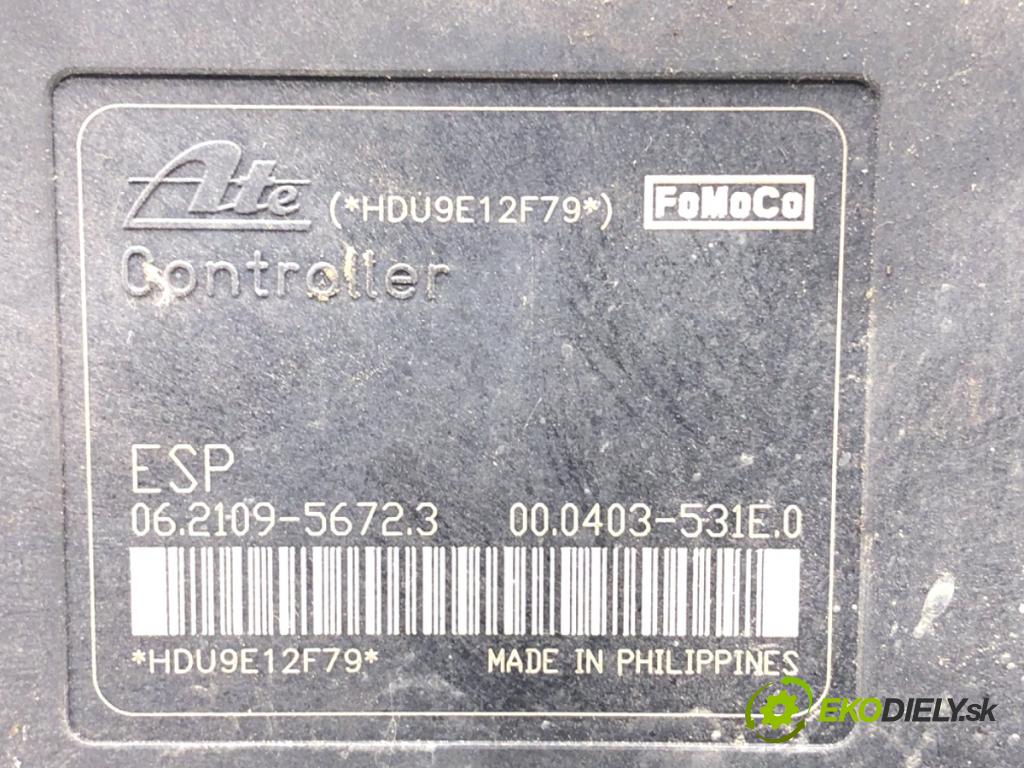 Ate (*HDU9E12F79*) FoMoCo
Controller
ESP
06.2109-5672.3 00.0403-531E.0
*HDU9E12F79* MADE IN PHILIPPINES
EKODIELY.sk